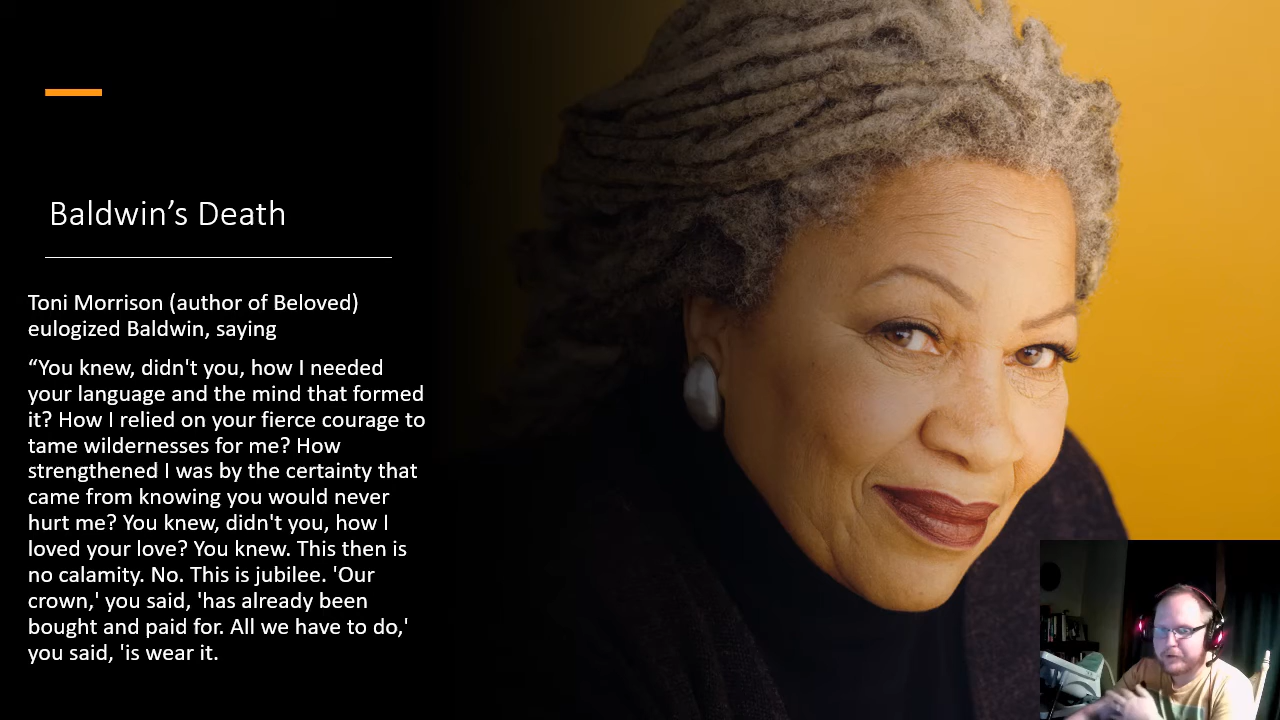 Baldwin’s Death
Toni Morrison (author of Beloved)
eulogized Baldwin, saying
“You knew, didn't you, how I needed
your language and the mind that formed
it? How I relied on your fierce courage to
tame wildernesses for me? How
strengthened I was by the certainty that
came from knowing you would never
hurt me? You knew, didn't you, how I
loved your love? You knew. This then is
no calamity. No. This is jubilee. 'Our
crown,' you said, 'has already been
bought and paid for. All we have to do,'
you said, 'is wear it.